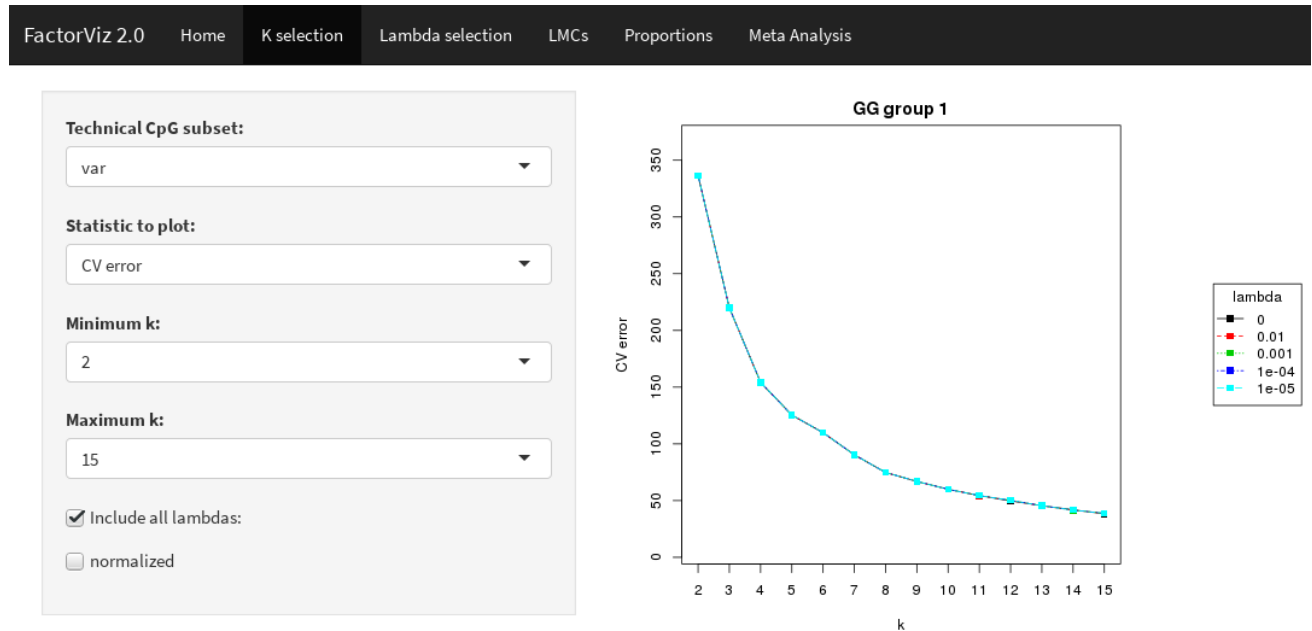 FactorViz 2.0 Home K selection Lambda selection LMCs Proportions Meta Analysis
Technical CpG subset:
var
Statistic to plot:
CV error
Minimum k:
2
Maximum k:
15
Include all lambdas:
normalized
GG group 1
CV error
350
300
250
200
150
100
50
0
2 3 4 5 6 7 8 9 10 11 12 13 14 15
k
lambda
0
0.01
0.001
1e-04
1e-05